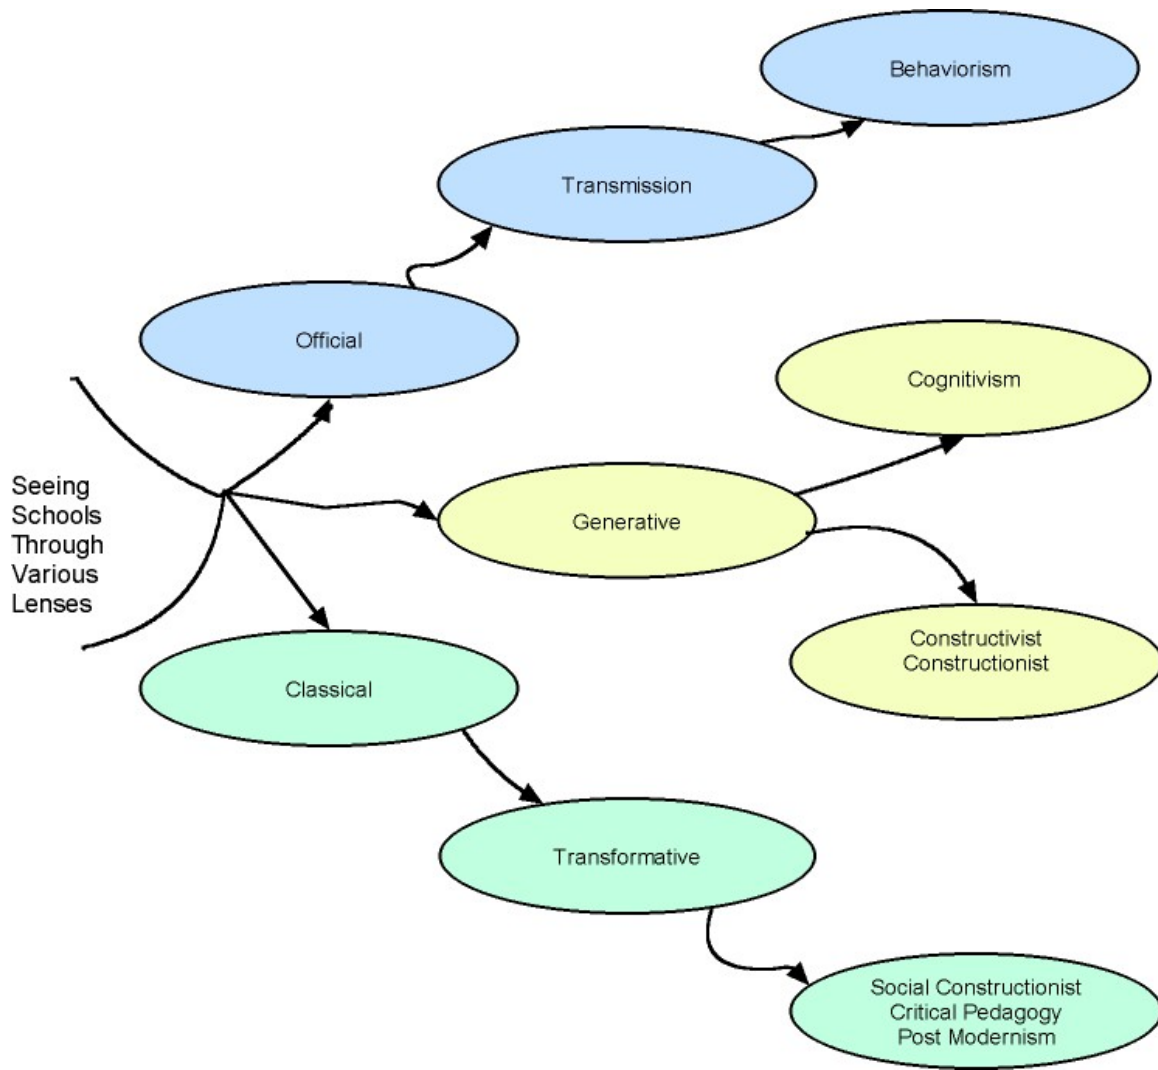 Behaviorism
Transmission
Official
Cognitivism
Seeing
Schools
Through
Various
Lenses
Generative
Constructivist
Constructionist
Classical
Transformative
Social Constructionist
Critical Pedagogy
Post Modernism